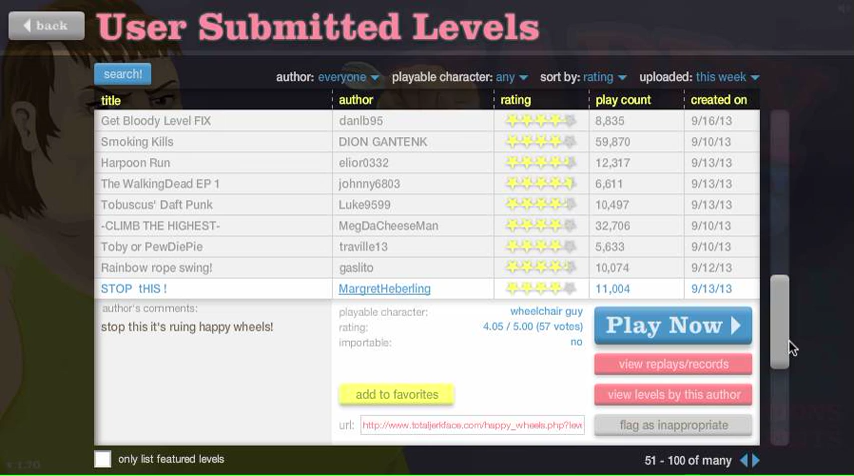 back
User Submitted Levels
search!
author: everyone playable character: any sort by: rating uploaded: this week
title author rating play count created on
Get Bloody Level FIX danlb95 8,835 9/16/13
Smoking Kills DION GANTENK 59,870 9/10/13
Harpoon Run elior0332 12,317 9/13/13
The WalkingDead EP 1 johnny6803 6,611 9/13/13
Tobuscus' Daft Punk Luke9599 10,497 9/13/13
-CLIMB THE HIGHEST- MegDaCheeseMan 32,706 9/10/13
Toby or PewDiePie traville13 5,633 9/10/13
Rainbow rope swing! gaslito 10,074 9/12/13
STOP tHIS ! MargretHeberling 11,004 9/13/13
author's comments:
stop this it's ruing happy wheels!
playable character: wheelchair guy
rating: 4.05 / 5.00 (57 votes)
importable: no
Play Now
view replays/records
add to favorites
view levels by this author
url: http://www.totaljerkface.com/happy_wheels.php?leve
flag as inappropriate
only list featured levels
51 - 100 of many
v 1.70